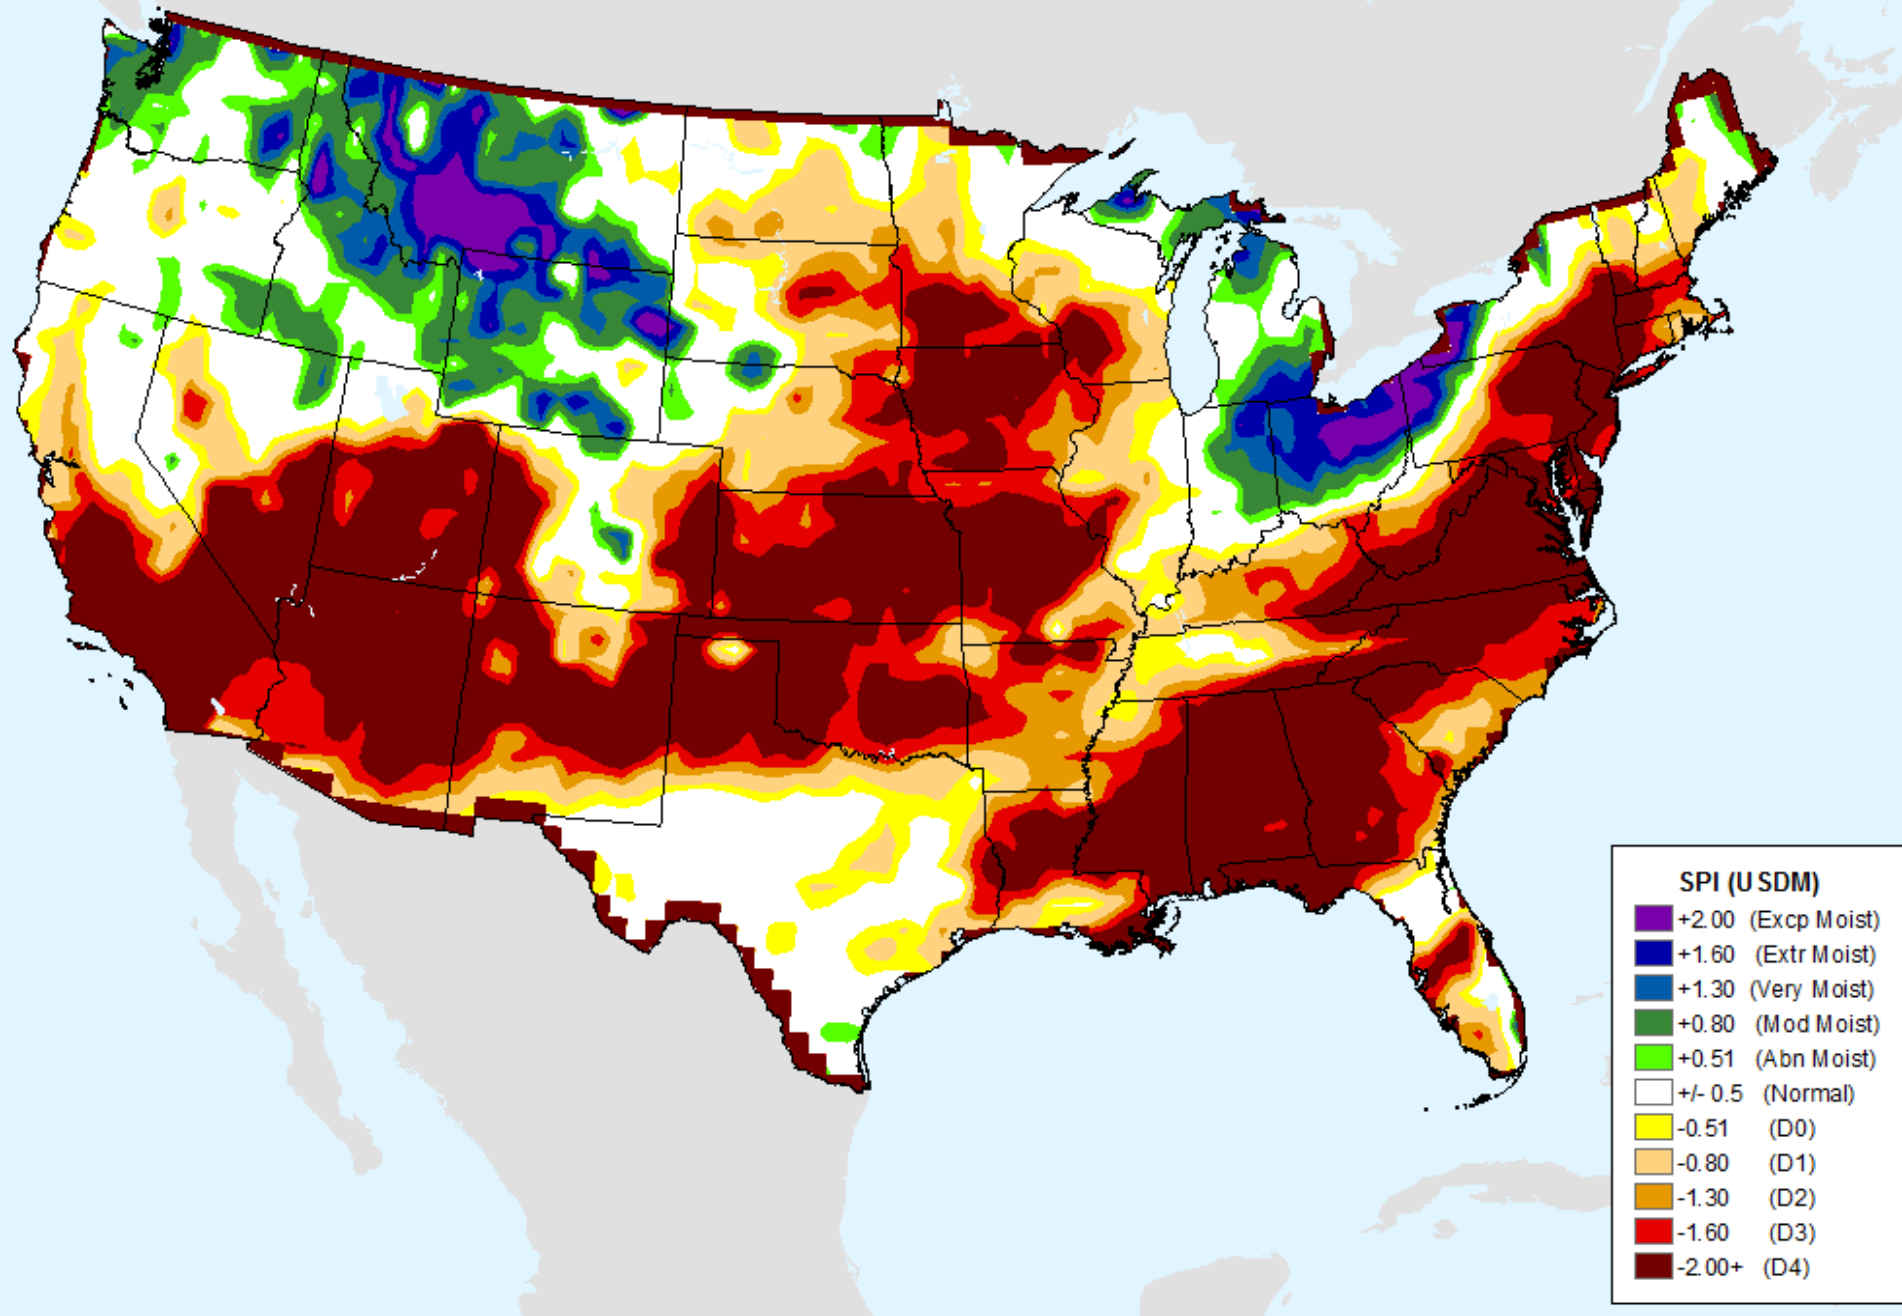 SPI (USDM)
+2.00 (Excp Moist)
+1.60 (Extr Moist)
+1.30 (Very Moist)
+0.80 (Mod Moist)
+0.51 (Abn Moist)
+/- 0.5 (Normal)
-0.51 (D0)
-0.80 (D1)
-1.30 (D2)
-1.60 (D3)
-2.00+ (D4)